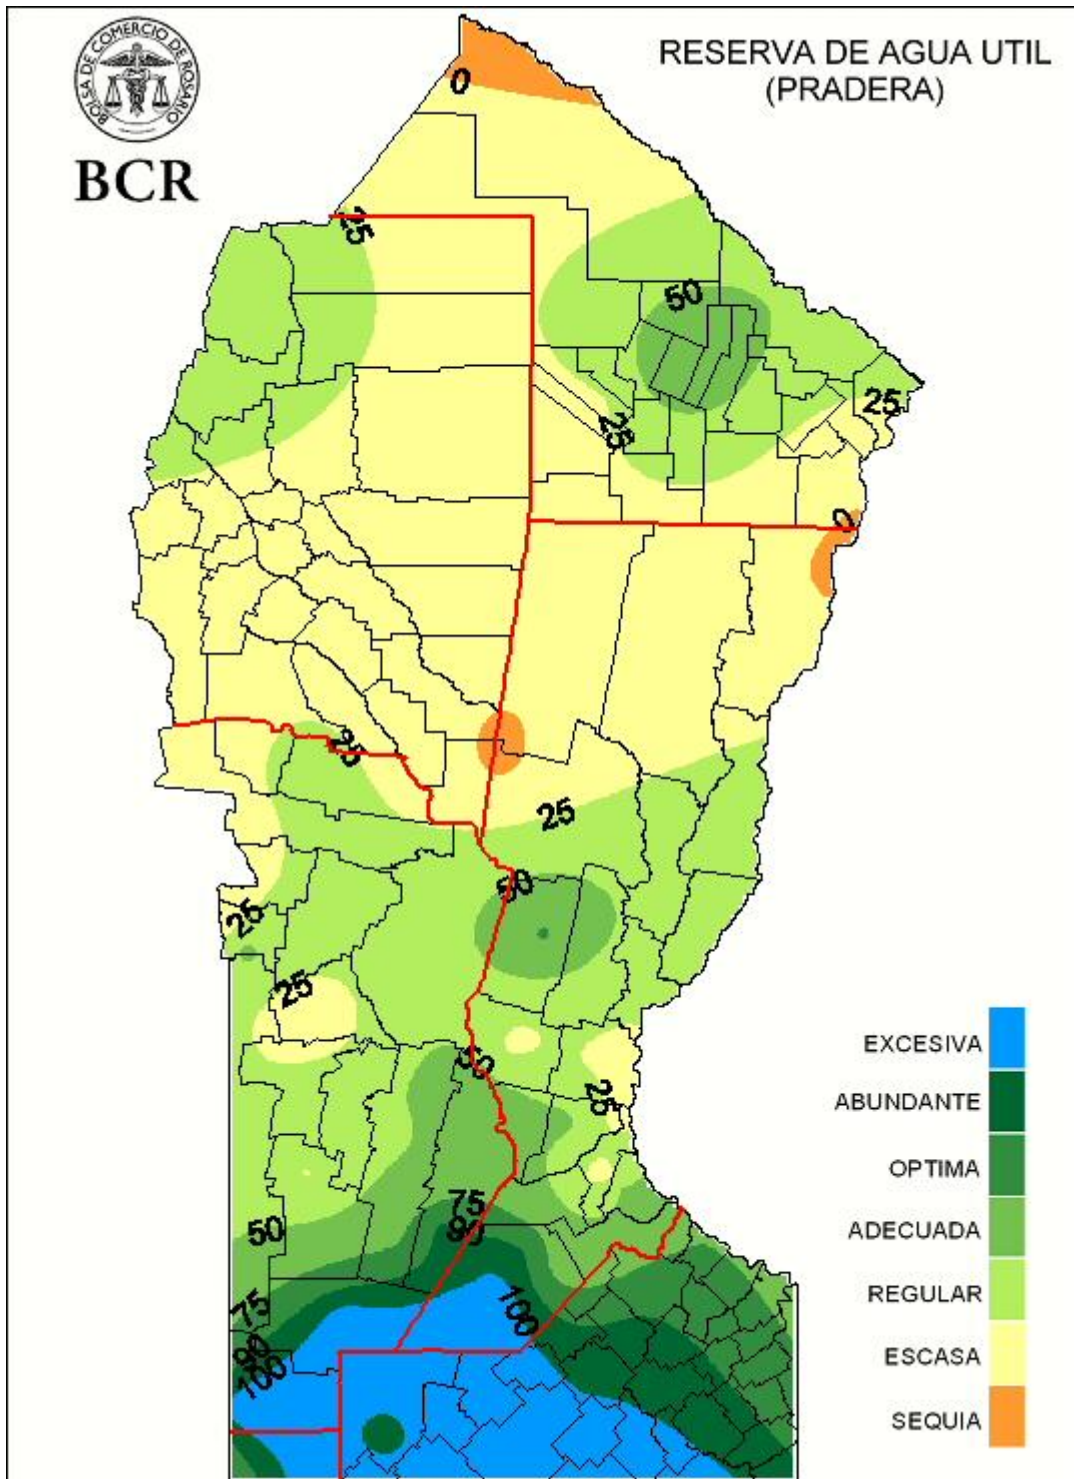 BOLSA DE COMERCIO DE ROSARIO
BCR
RESERVA DE AGUA UTIL
(PRADERA)
0
25
50
25
25
0
25
25
50
25
25
50
25
75
90
50
100
75
90
100
EXCESIVA
ABUNDANTE
OPTIMA
ADECUADA
REGULAR
ESCASA
SEQUIA